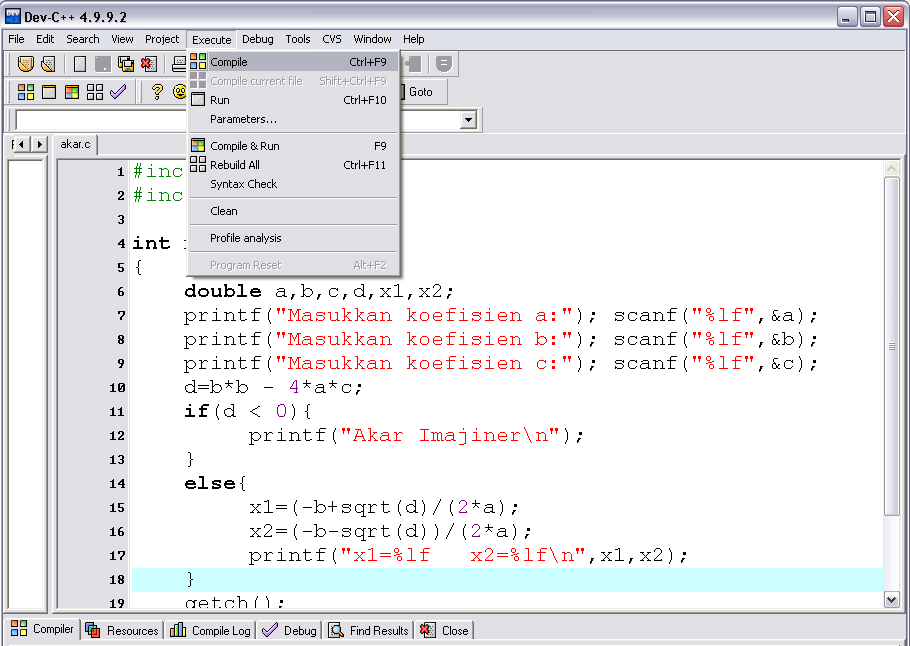 Dev-C++ 4.9.9.2
File Edit Search View Project Execute Debug Tools CVS Window Help
Compile Ctrl+F9
Compile current file Shift+Ctrl+F9
Run Ctrl+F10
Goto
Parameters...
Compile & Run F9
Rebuild All Ctrl+F11
Syntax Check
Clean
Profile analysis
Program Reset Alt+F2
akar.c
1 #inc
2 #inc
3
4 int
5 {
6 double a,b,c,d,x1,x2;
7 printf("Masukkan koefisien a:"); scanf("%lf",&a);
8 printf("Masukkan koefisien b:"); scanf("%lf",&b);
9 printf("Masukkan koefisien c:"); scanf("%lf",&c);
10 d=b*b - 4*a*c;
11 if(d < 0){
12 printf("Akar Imajiner\n");
13 }
14 else{
15 x1=(-b+sqrt(d)/(2*a);
16 x2=(-b-sqrt(d))/(2*a);
17 printf("x1=%lf   x2=%lf\n",x1,x2);
18 }
19 getch();
Compiler Resources Compile Log Debug Find Results Close